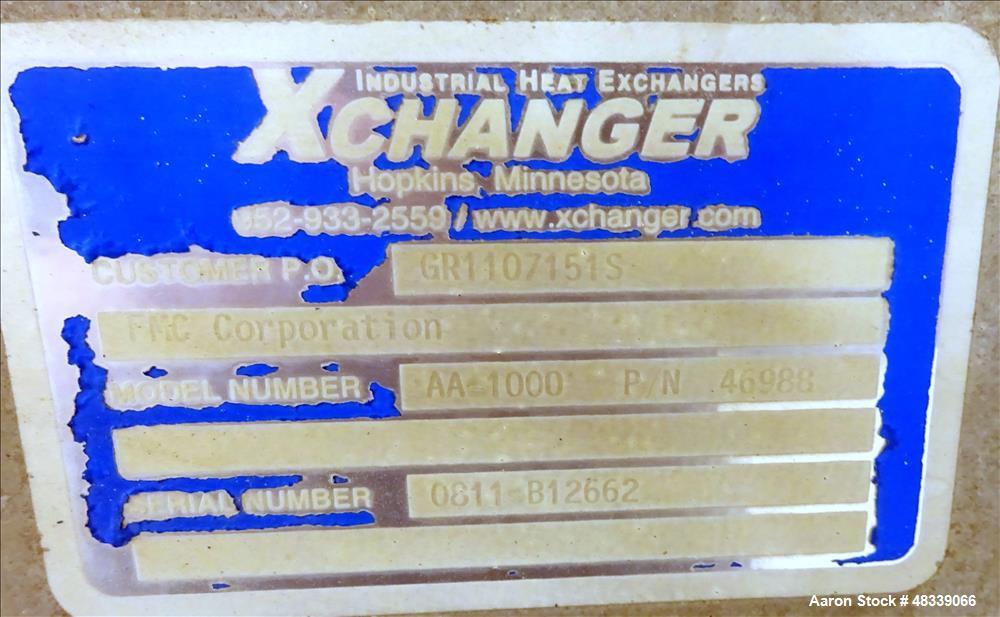 INDUSTRIAL HEAT EXCHANGERS
XCHANGER
Hopkins, Minnesota
952-933-2559 / www.xchanger.com
CUSTOMER P.O. GR1107151S
FMC Corporation
MODEL NUMBER AA-1000 P/N 46988
SERIAL NUMBER 0811-B12662
Aaron Stock # 48339066